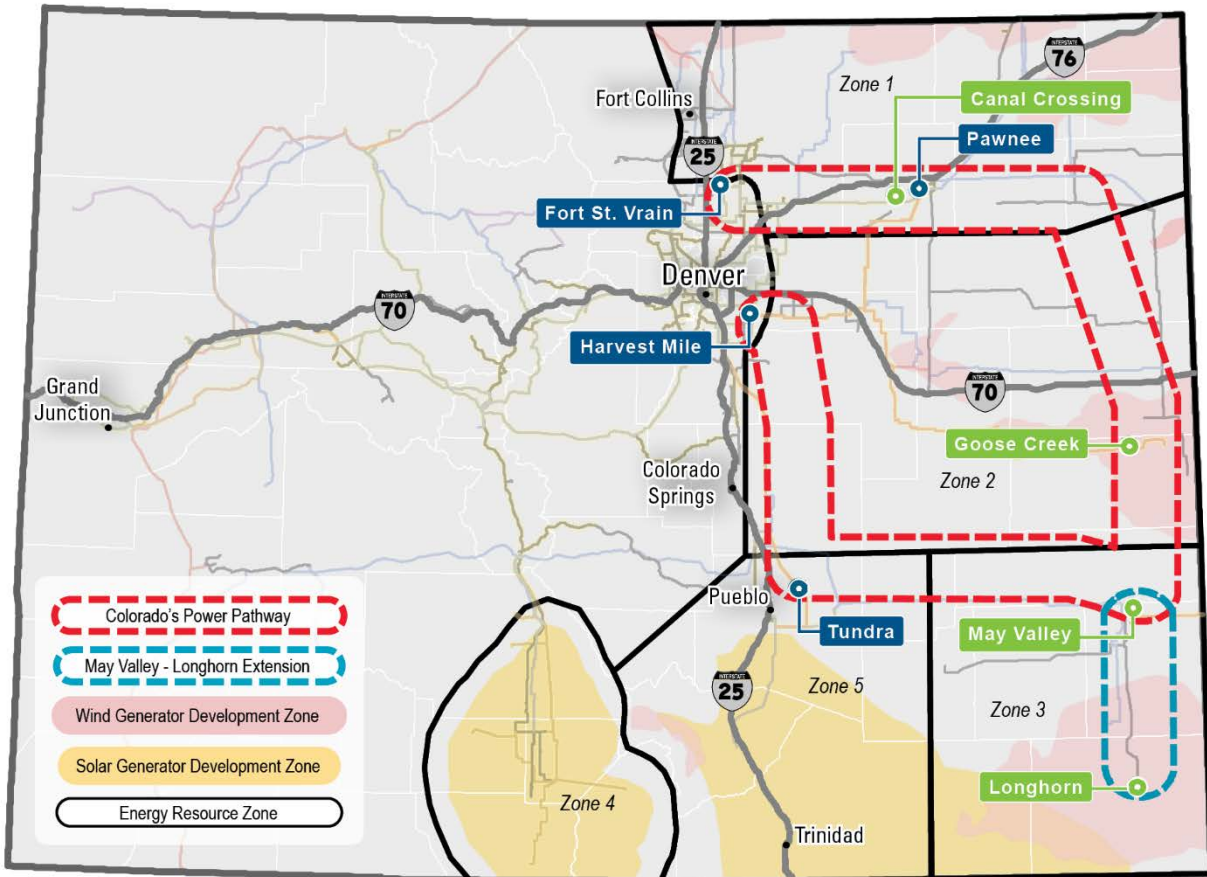 INTERSTATE
76
Zone 1
Fort Collins
Canal Crossing
INTERSTATE
25
Pawnee
Fort St. Vrain
Denver
INTERSTATE
70
Harvest Mile
Grand
Junction
INTERSTATE
70
Goose Creek
Colorado
Springs
Zone 2
Colorado's Power Pathway
May Valley - Longhorn Extension
Wind Generator Development Zone
Solar Generator Development Zone
Energy Resource Zone
Pueblo
Tundra
May Valley
INTERSTATE
25
Zone 5
Zone 3
Longhorn
Zone 4
Trinidad